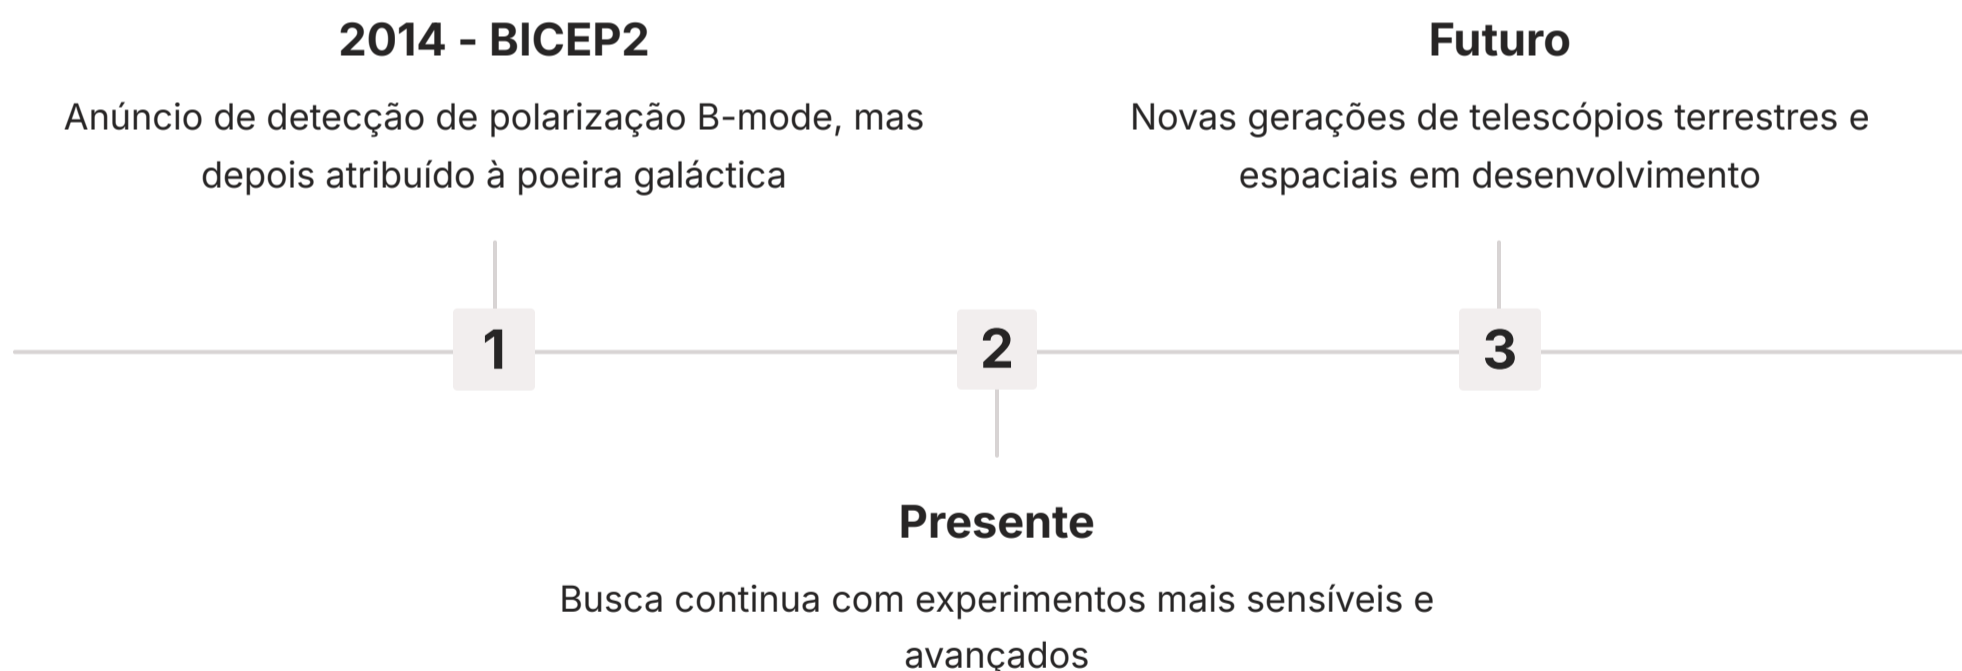 2014 - BICEP2
Anúncio de detecção de polarização B-mode, mas
depois atribuído à poeira galáctica
Futuro
Novas gerações de telescópios terrestres e
espaciais em desenvolvimento
1
2
3
Presente
Busca continua com experimentos mais sensíveis e
avançados